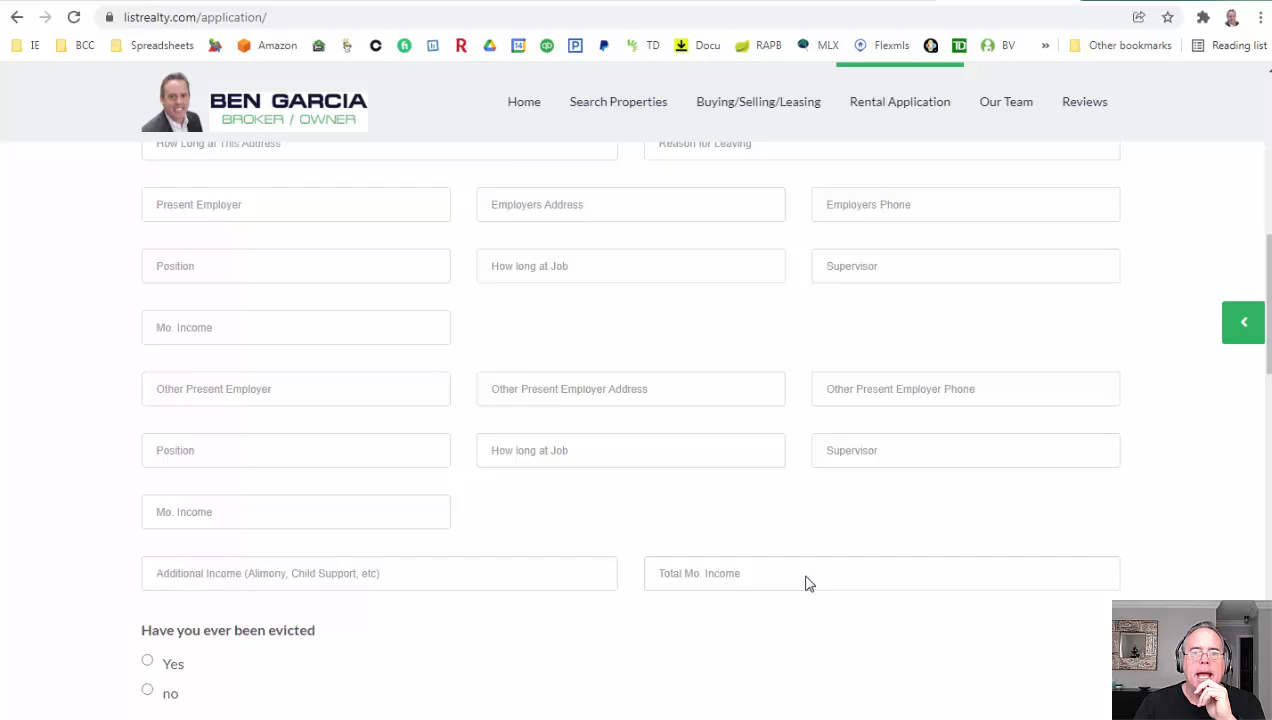 listrealty.com/application/
IE BCC Spreadsheets Amazon TD Docu RAPB MLX Flexmls BV » Other bookmarks Reading list
BEN GARCIA
BROKER / OWNER
Home Search Properties Buying/Selling/Leasing Rental Application Our Team Reviews
How Long at This Address Reason for Leaving
Present Employer Employers Address Employers Phone
Position How long at Job Supervisor
Mo. Income
Other Present Employer Other Present Employer Address Other Present Employer Phone
Position How long at Job Supervisor
Mo. Income
Additional Income (Alimony, Child Support, etc) Total Mo. Income
Have you ever been evicted
Yes
no